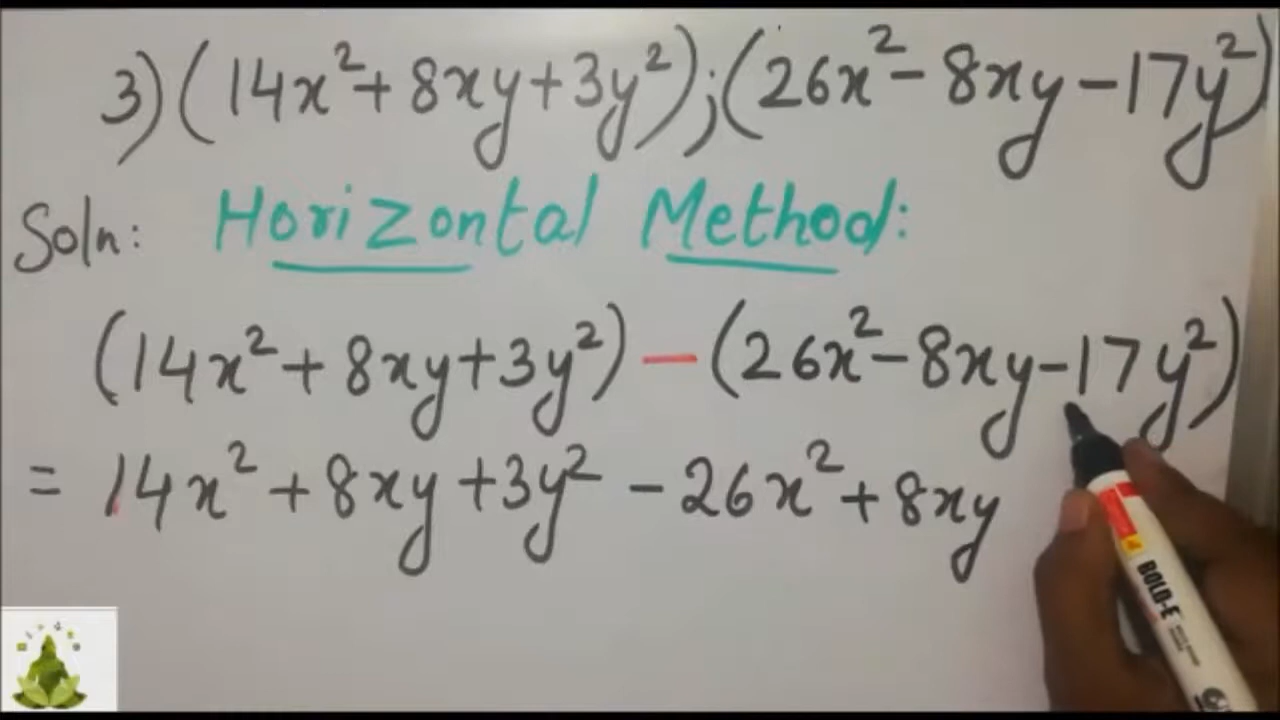 3) (14x² + 8xy + 3y²); (26x² - 8xy - 17y²)
Soln: Horizontal Method:
(14x² + 8xy + 3y²) - (26x² - 8xy - 17y²)
= 14x² + 8xy + 3y² - 26x² + 8xy
BOLD-E